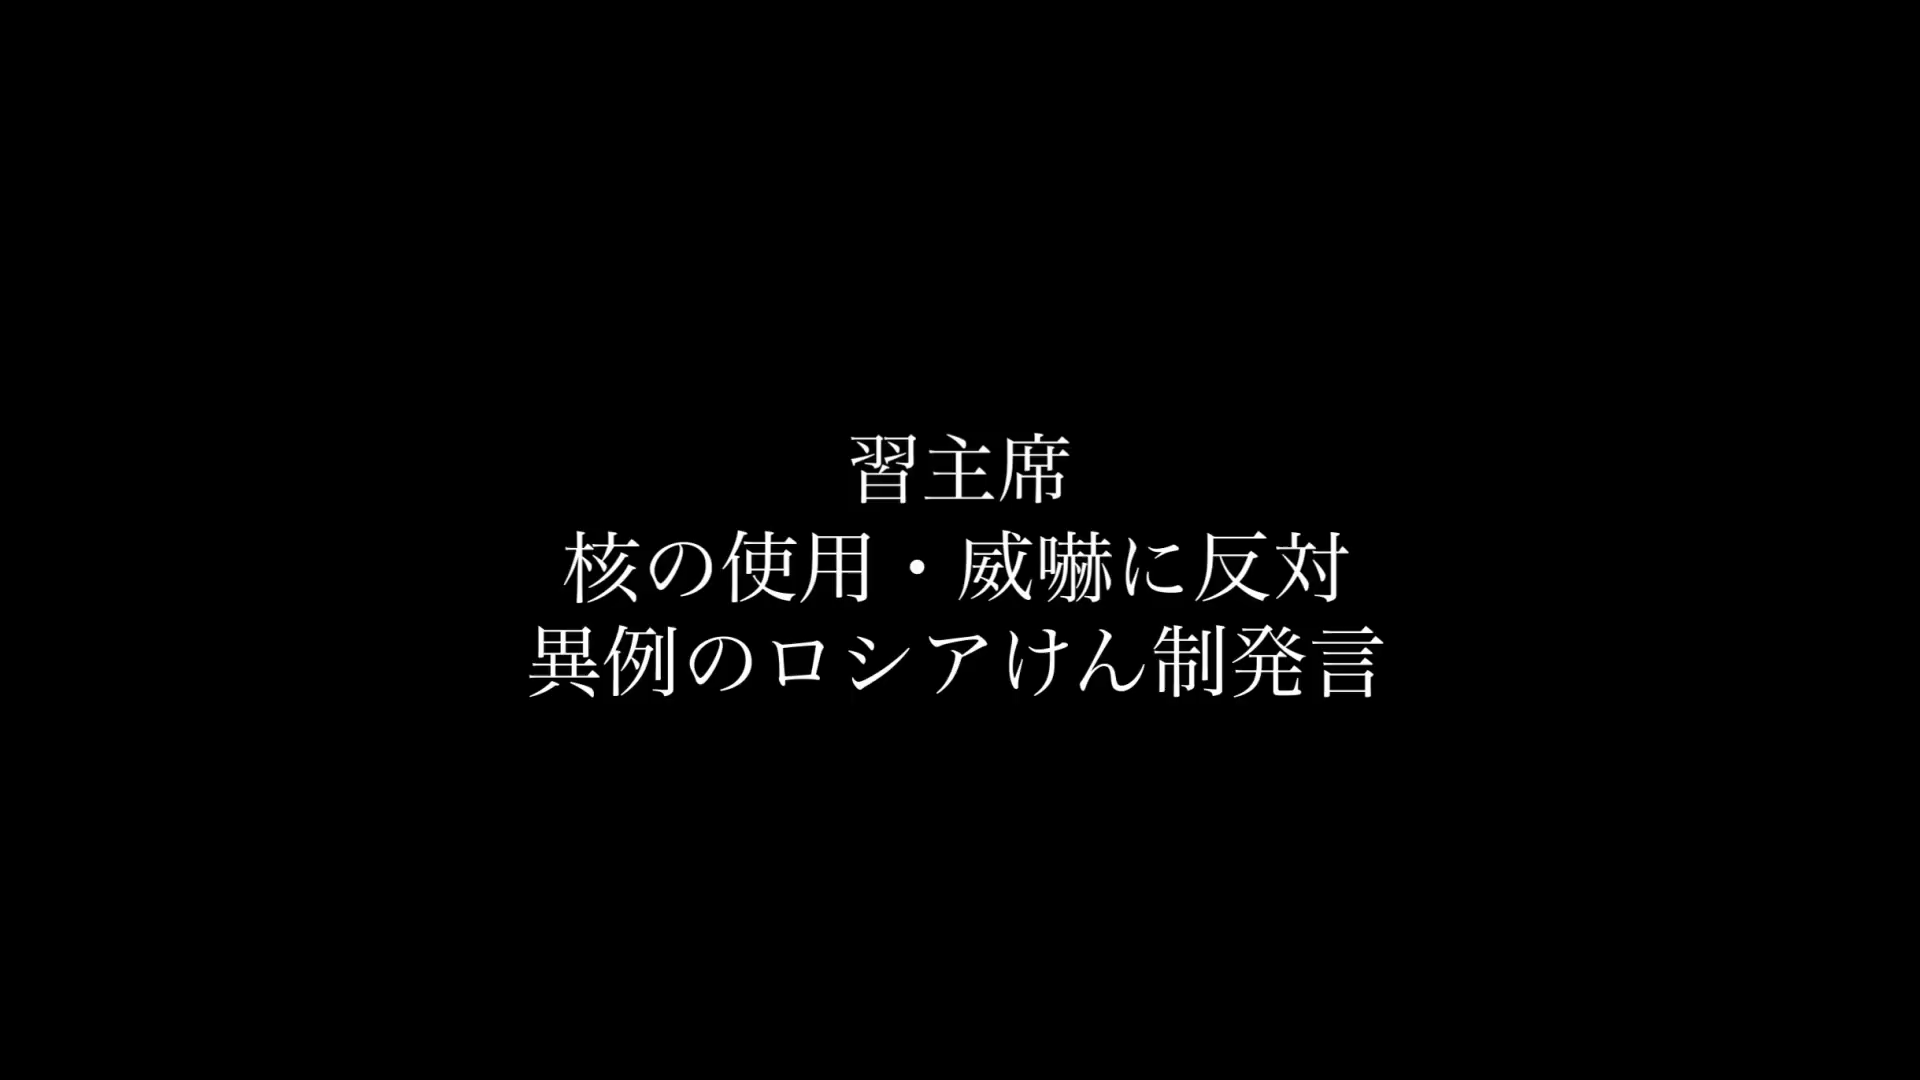 習主席
核の使用・威嚇に反対
異例のロシアけん制発言